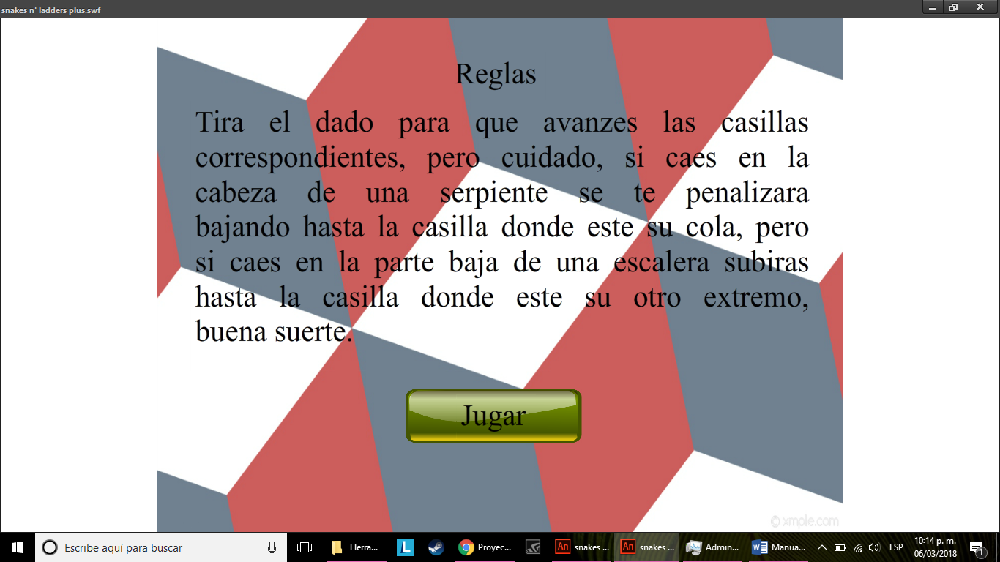 snakes n' ladders plus.swf
Reglas
Tira el dado para que avanzes las casillas
correspondientes, pero cuidado, si caes en la
cabeza de una serpiente se te penalizara
bajando hasta la casilla donde este su cola, pero
si caes en la parte baja de una escalera subiras
hasta la casilla donde este su otro extremo,
buena suerte.
Jugar
© xmple.com
Escribe aquí para buscar
Herra...
L
Proyec...
An
snakes ...
An
snakes ...
Admin...
Manua...
ESP
10:14 p. m.
06/03/2018
1